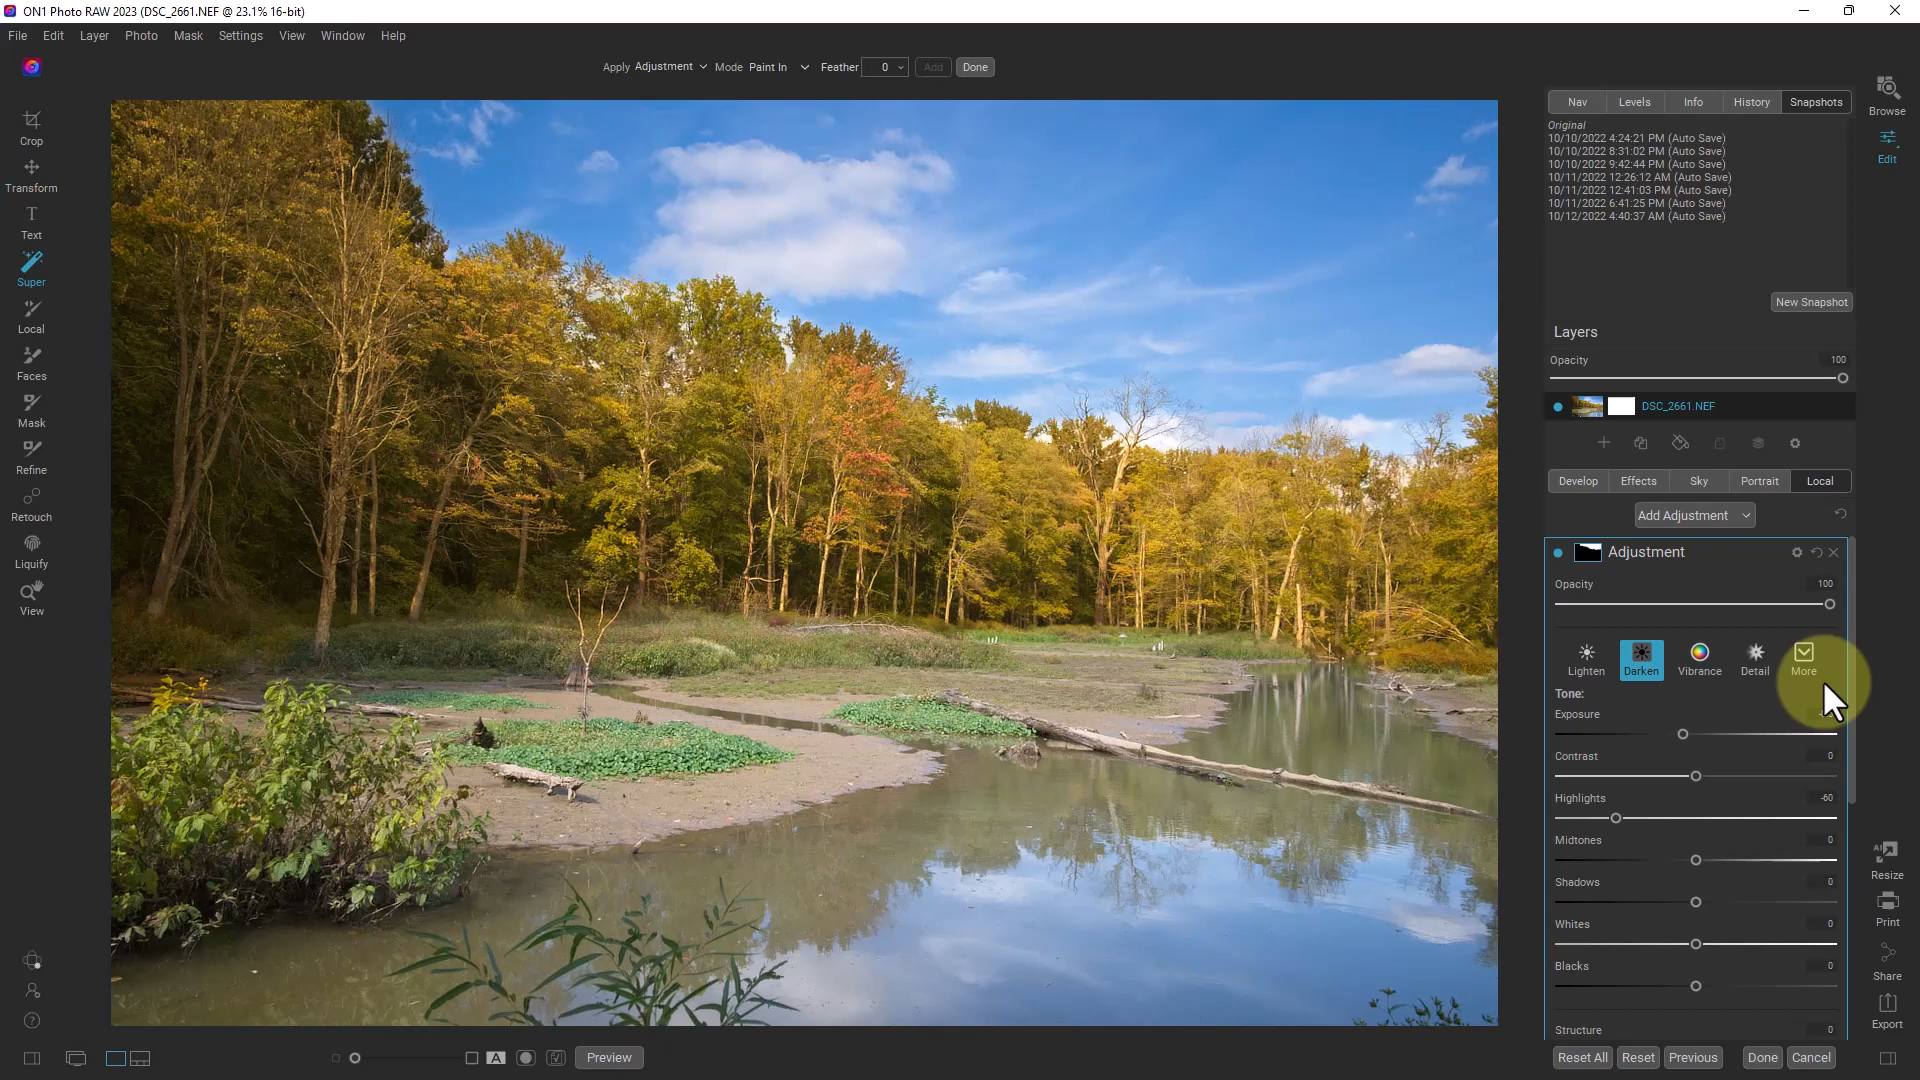 ON1 Photo RAW 2023 (DSC_2661.NEF @ 23.1% 16-bit)
File Edit Layer Photo Mask Settings View Window Help
Apply Adjustment Mode Paint In Feather 0 Add Done
Crop
Transform
Text
Super
Local
Faces
Mask
Refine
Retouch
Liquify
View
Nav Levels Info History Snapshots
Original
10/10/2022 4:24:21 PM (Auto Save)
10/10/2022 8:31:02 PM (Auto Save)
10/10/2022 9:42:44 PM (Auto Save)
10/11/2022 12:26:12 AM (Auto Save)
10/11/2022 12:41:03 PM (Auto Save)
10/11/2022 6:41:25 PM (Auto Save)
10/12/2022 4:40:37 AM (Auto Save)
New Snapshot
Layers
Opacity 100
DSC_2661.NEF
Develop Effects Sky Portrait Local
Add Adjustment
Adjustment
Opacity 100
Lighten Darken Vibrance Detail More
Tone:
Exposure
Contrast 0
Highlights -60
Midtones 0
Shadows 0
Whites 0
Blacks 0
Structure 0
Reset All Reset Previous Done Cancel
Browse
Edit
AI
Resize
Print
Share
Export
A Preview
?